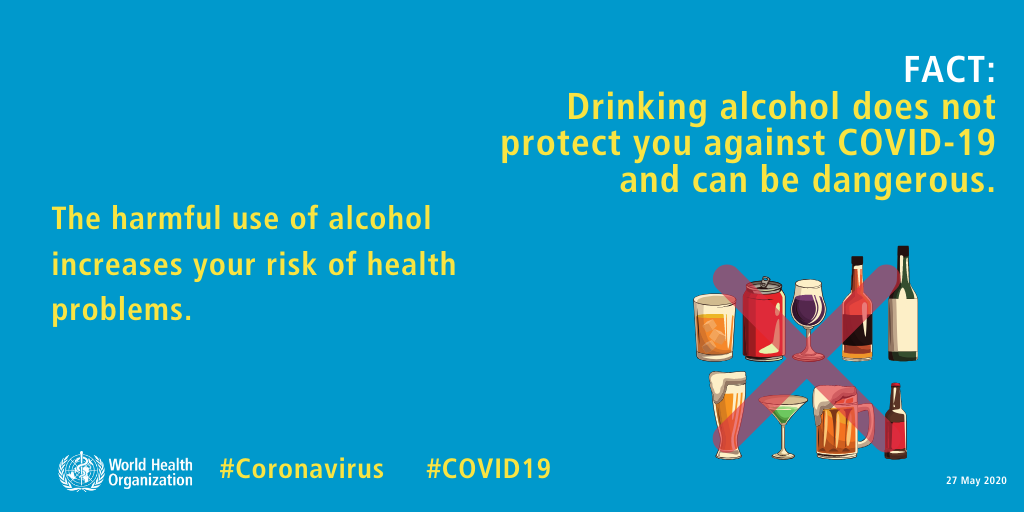 FACT:
Drinking alcohol does not
protect you against COVID-19
and can be dangerous.
The harmful use of alcohol
increases your risk of health
problems.
World Health
Organization
#Coronavirus #COVID19
27 May 2020